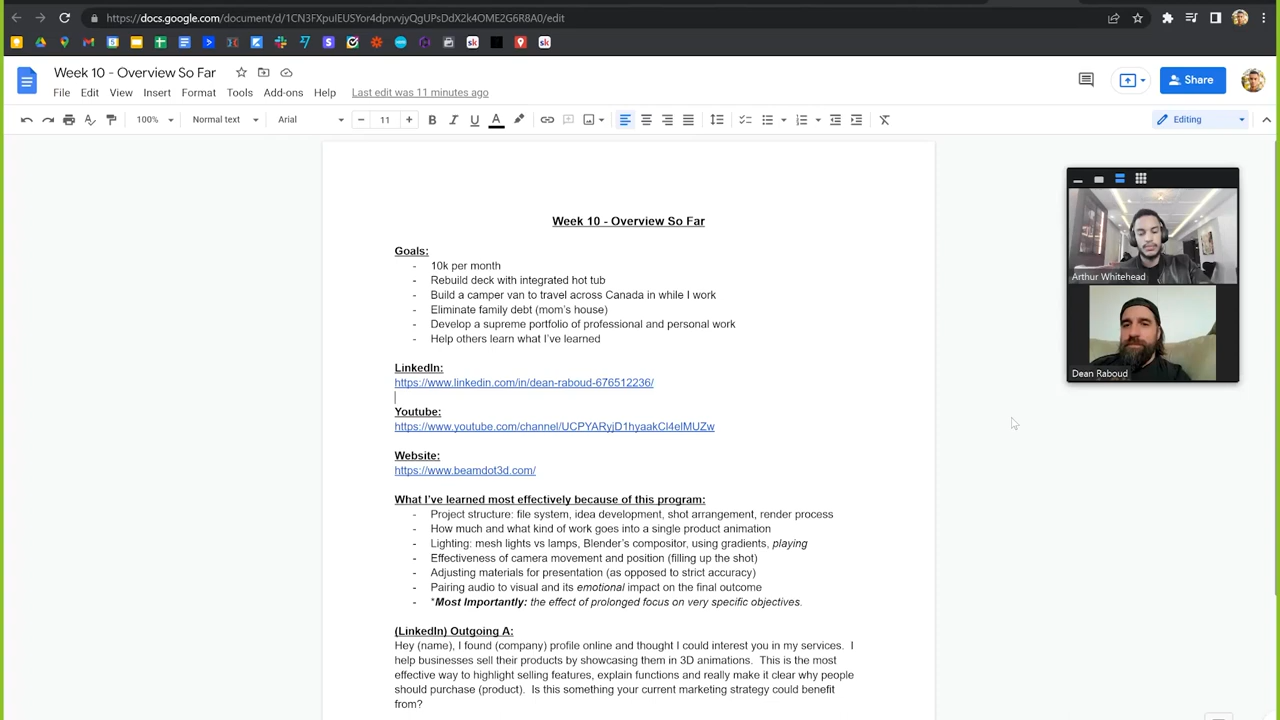 https://docs.google.com/document/d/1CN3FXpulEUSYor4dprvvjyQgUPsDdX2k4OME2G6R8A0/edit
Week 10 - Overview So Far
File Edit View Insert Format Tools Add-ons Help Last edit was 11 minutes ago
Share
100% Normal text Arial 11 Editing
Week 10 - Overview So Far
Goals:
- 10k per month
- Rebuild deck with integrated hot tub
- Build a camper van to travel across Canada in while I work
- Eliminate family debt (mom's house)
- Develop a supreme portfolio of professional and personal work
- Help others learn what I've learned
LinkedIn:
https://www.linkedin.com/in/dean-raboud-676512236/
Youtube:
https://www.youtube.com/channel/UCPYARyjD1hyaakCl4elMUZw
Website:
https://www.beamdot3d.com/
What I've learned most effectively because of this program:
- Project structure: file system, idea development, shot arrangement, render process
- How much and what kind of work goes into a single product animation
- Lighting: mesh lights vs lamps, Blender's compositor, using gradients, playing
- Effectiveness of camera movement and position (filling up the shot)
- Adjusting materials for presentation (as opposed to strict accuracy)
- Pairing audio to visual and its emotional impact on the final outcome
- *Most Importantly: the effect of prolonged focus on very specific objectives.
(LinkedIn) Outgoing A:
Hey (name), I found (company) profile online and thought I could interest you in my services. I
help businesses sell their products by showcasing them in 3D animations. This is the most
effective way to highlight selling features, explain functions and really make it clear why people
should purchase (product). Is this something your current marketing strategy could benefit
from?
Arthur Whitehead
Dean Raboud